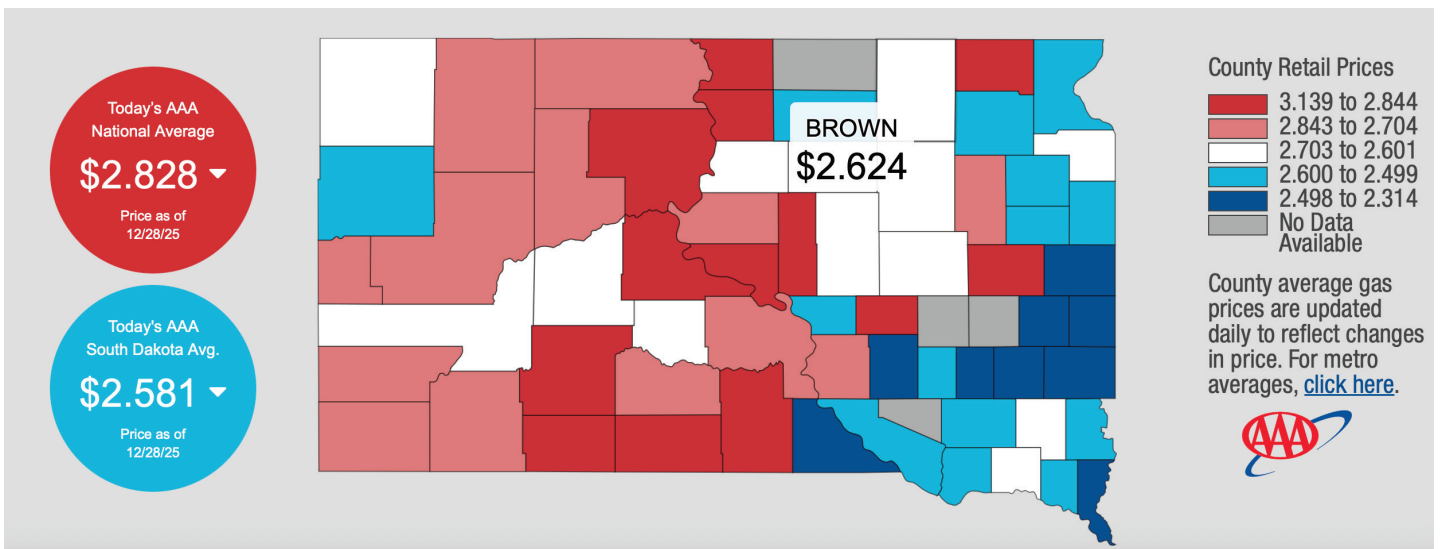 Today's AAA
National Average
$2.828
Price as of
12/28/25
Today's AAA
South Dakota Avg.
$2.581
Price as of
12/28/25
BROWN
$2.624
County Retail Prices
3.139 to 2.844
2.843 to 2.704
2.703 to 2.601
2.600 to 2.499
2.498 to 2.314
No Data
Available
County average gas
prices are updated
daily to reflect changes
in price. For metro
averages, click here.
AAA